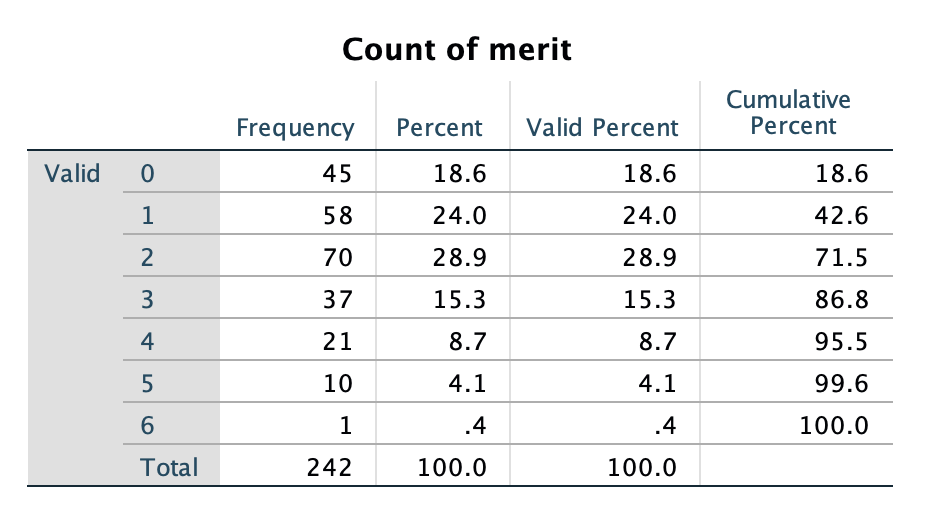 Count of merit
Frequency Percent Valid Percent Cumulative Percent
Valid 0 45 18.6 18.6 18.6
1 58 24.0 24.0 42.6
2 70 28.9 28.9 71.5
3 37 15.3 15.3 86.8
4 21 8.7 8.7 95.5
5 10 4.1 4.1 99.6
6 1 .4 .4 100.0
Total 242 100.0 100.0